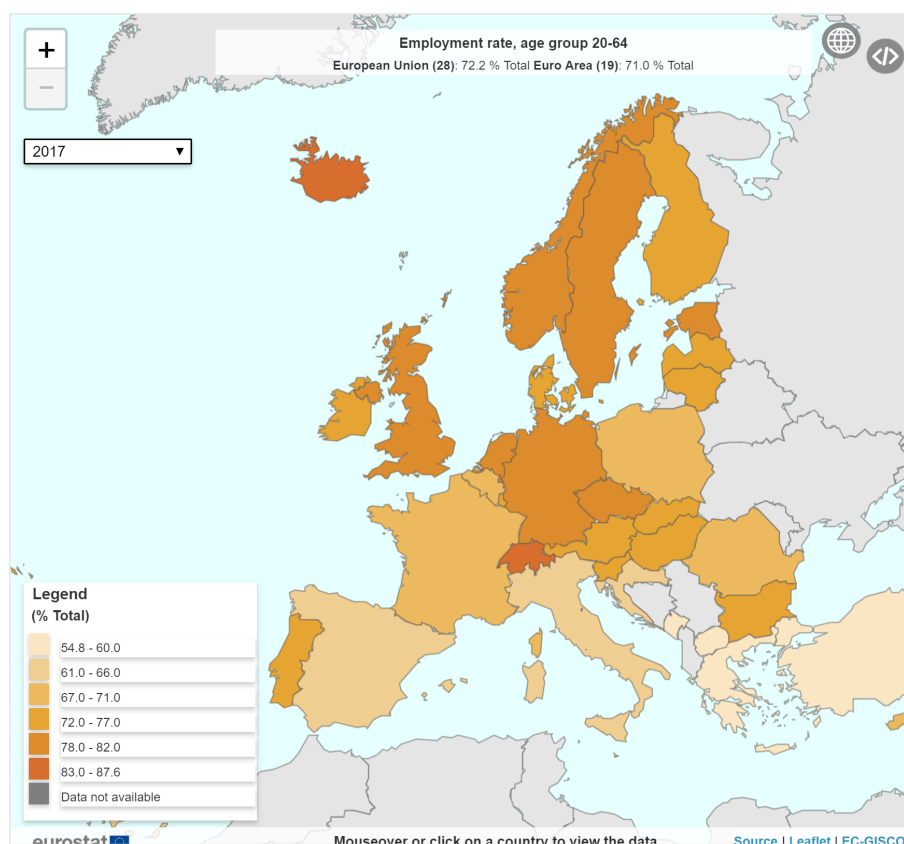 +
Employment rate, age group 20-64
European Union (28): 72.2 % Total Euro Area (19): 71.0 % Total
</>
−
2017 ▼
Legend
(% Total)
54.8 - 60.0
61.0 - 66.0
67.0 - 71.0
72.0 - 77.0
78.0 - 82.0
83.0 - 87.6
Data not available
eurostat
Mouseover or click on a country to view the data
Source | Leaflet | EC-GISCO